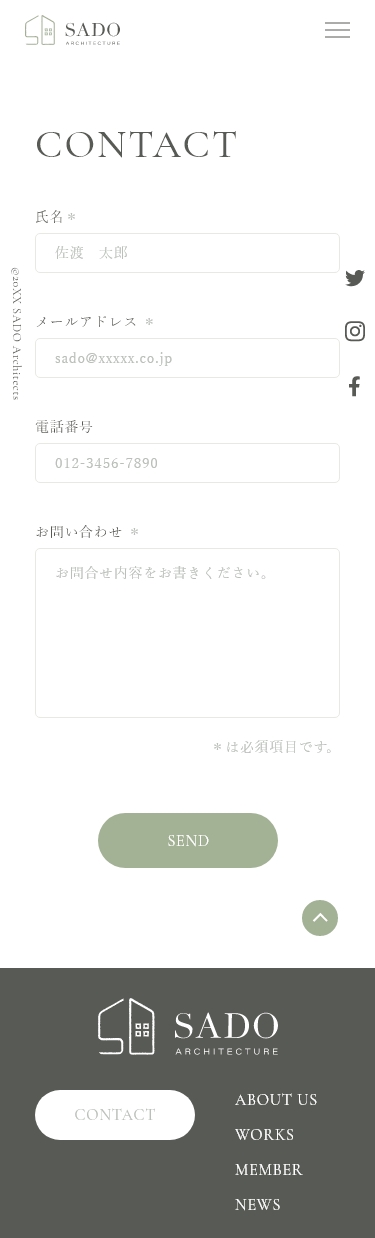 SADO
ARCHITECTURE
CONTACT
氏名＊
佐渡　太郎
@20XX SADO Architects
メールアドレス ＊
sado@xxxxx.co.jp
電話番号
012-3456-7890
お問い合わせ ＊
お問合せ内容をお書きください。
＊は必須項目です。
SEND
SADO
ARCHITECTURE
CONTACT
ABOUT US
WORKS
MEMBER
NEWS